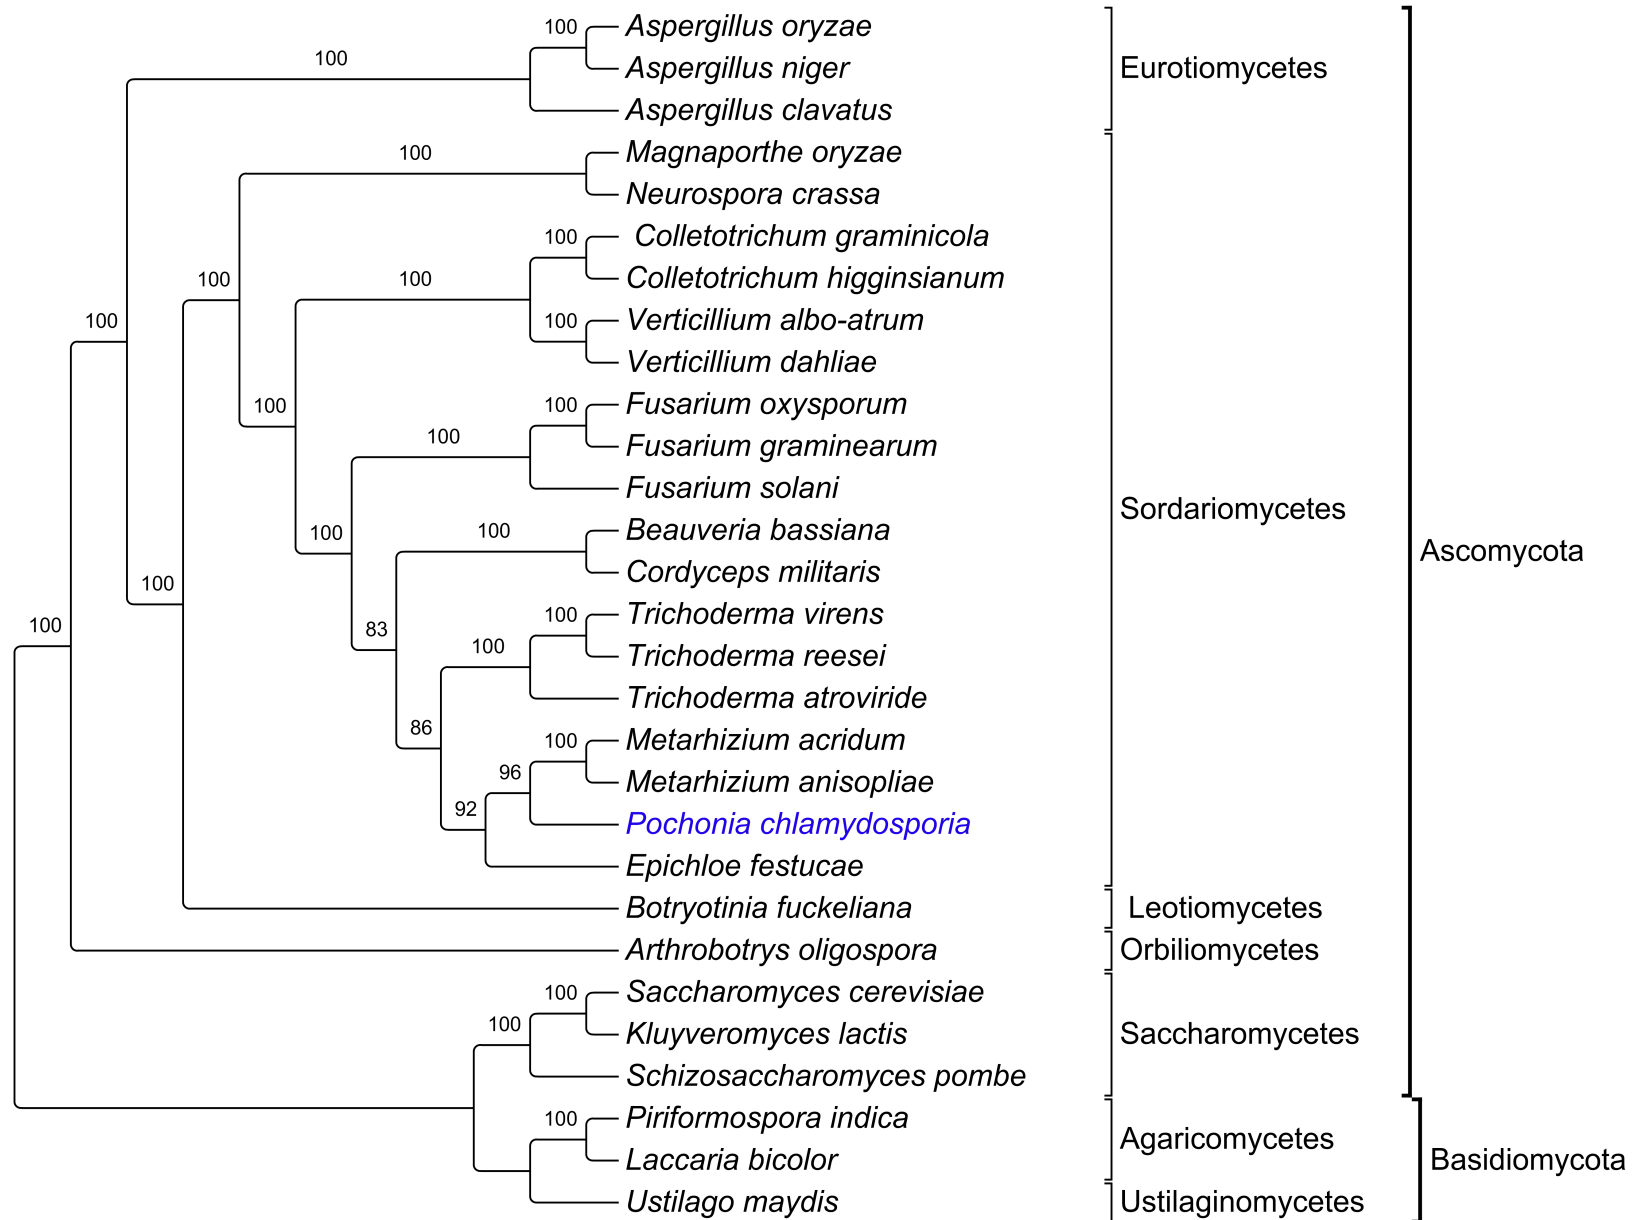 100
Aspergillus oryzae
100
Aspergillus niger
Eurotiomycetes
Aspergillus clavatus
100
Magnaporthe oryzae
Neurospora crassa
100
Colletotrichum graminicola
100
100
Colletotrichum higginsianum
100
100
Verticillium albo-atrum
Verticillium dahliae
100
100
Fusarium oxysporum
100
Fusarium graminearum
Fusarium solani
Sordariomycetes
100
100
Beauveria bassiana
Ascomycota
Cordyceps militaris
100
100
Trichoderma virens
100
83
100
Trichoderma reesei
Trichoderma atroviride
86
100
Metarhizium acridum
96
Metarhizium anisopliae
92
Pochonia chlamydosporia
Epichloe festucae
Botryotinia fuckeliana
Leotiomycetes
Arthrobotrys oligospora
Orbiliomycetes
100
Saccharomyces cerevisiae
100
Kluyveromyces lactis
Saccharomycetes
Schizosaccharomyces pombe
100
Piriformospora indica
Agaricomycetes
Laccaria bicolor
Basidiomycota
Ustilago maydis
Ustilaginomycetes